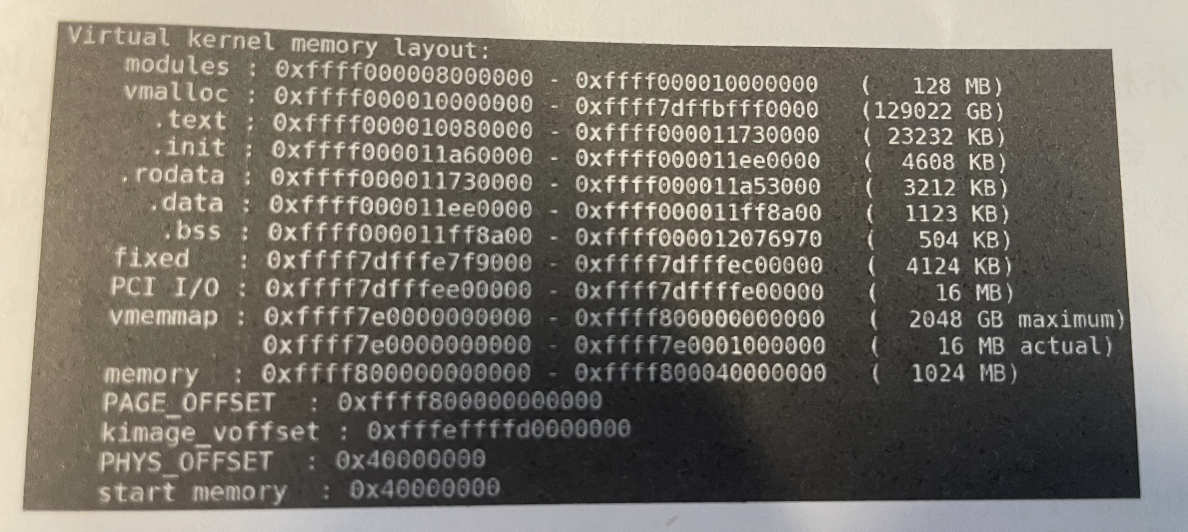 Virtual kernel memory layout:
modules : 0xffff000008000000 - 0xffff000010000000 ( 128 MB)
vmalloc : 0xffff000010000000 - 0xffff7dffbfff0000 (129022 GB)
.text : 0xffff000010080000 - 0xffff000011730000 ( 23232 KB)
.init : 0xffff000011a60000 - 0xffff000011ee0000 ( 4608 KB)
.rodata : 0xffff000011730000 - 0xffff000011a53000 ( 3212 KB)
.data : 0xffff000011ee0000 - 0xffff000011ff8a00 ( 1123 KB)
.bss : 0xffff000011ff8a00 - 0xffff000012076970 ( 504 KB)
fixed : 0xffff7dfffe7f9000 - 0xffff7dfffec00000 ( 4124 KB)
PCI I/O : 0xffff7dfffee00000 - 0xffff7dffffe00000 ( 16 MB)
vmemmap : 0xffff7e0000000000 - 0xffff800000000000 ( 2048 GB maximum)
0xffff7e0000000000 - 0xffff7e0001000000 ( 16 MB actual)
memory : 0xffff800000000000 - 0xffff800040000000 ( 1024 MB)
PAGE_OFFSET : 0xffff800000000000
kimage_voffset : 0xfffeffffd0000000
PHYS_OFFSET : 0x40000000
start memory : 0x40000000